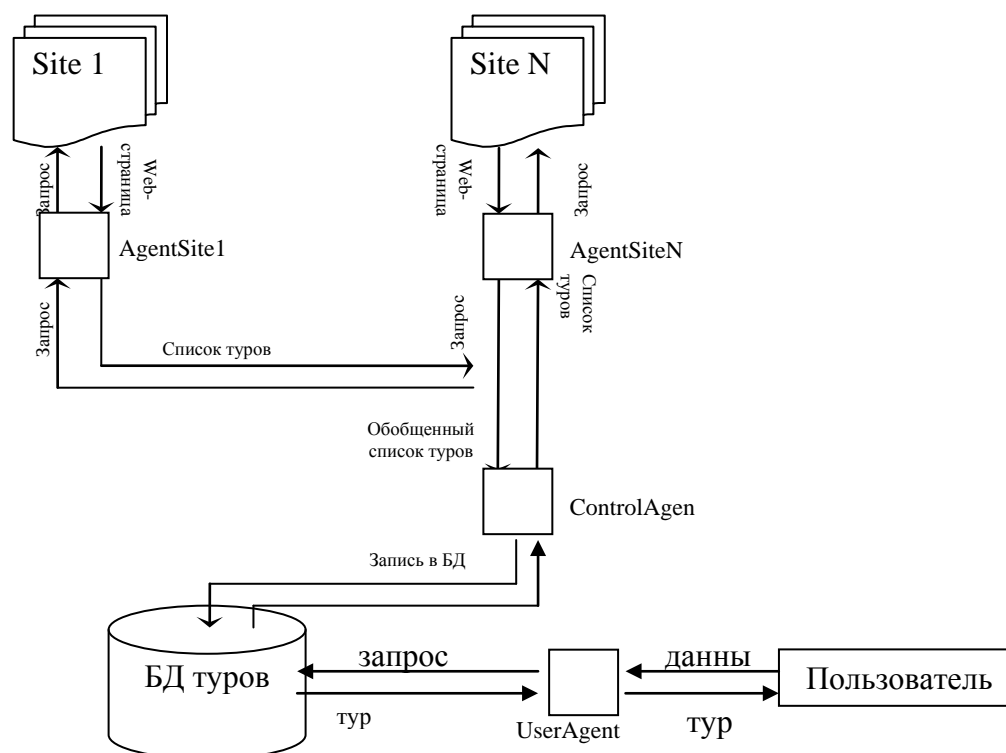 Site 1
Site N
Запрос
Web-
страница
Web-
страница
Запрос
AgentSite1
AgentSiteN
Запрос
Список туров
Запрос
Список
туров
Обобщенный
список туров
ControlAgen
Запись в БД
БД туров
запрос
тур
UserAgent
данны
тур
Пользователь